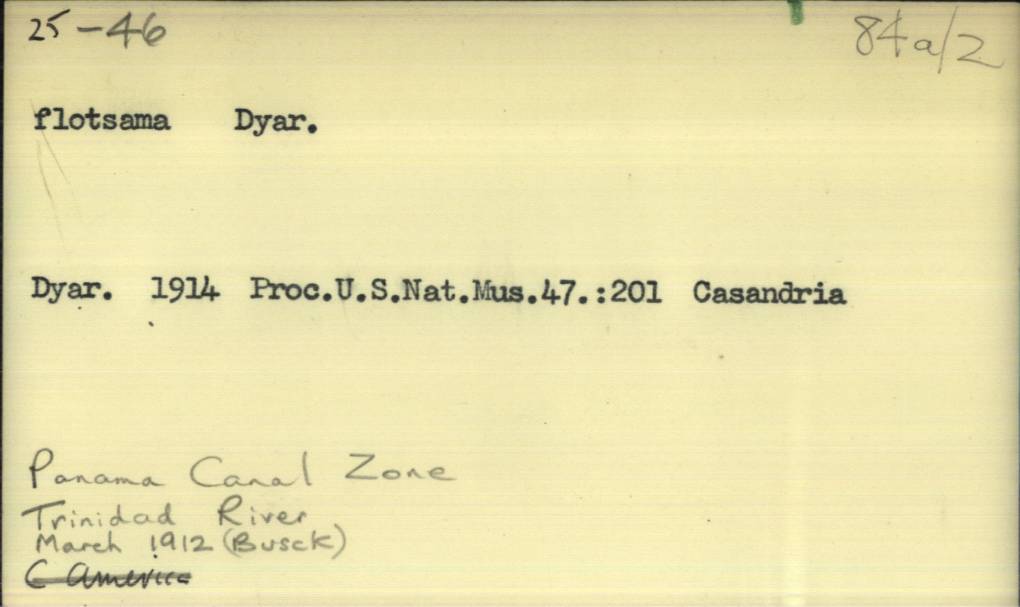 25-46 84a/2
flotsama Dyar.
Dyar. 1914 Proc.U.S.Nat.Mus.47.:201 Casandria
Panama Canal Zone
Trinidad River
March 1912 (Busck)
C America